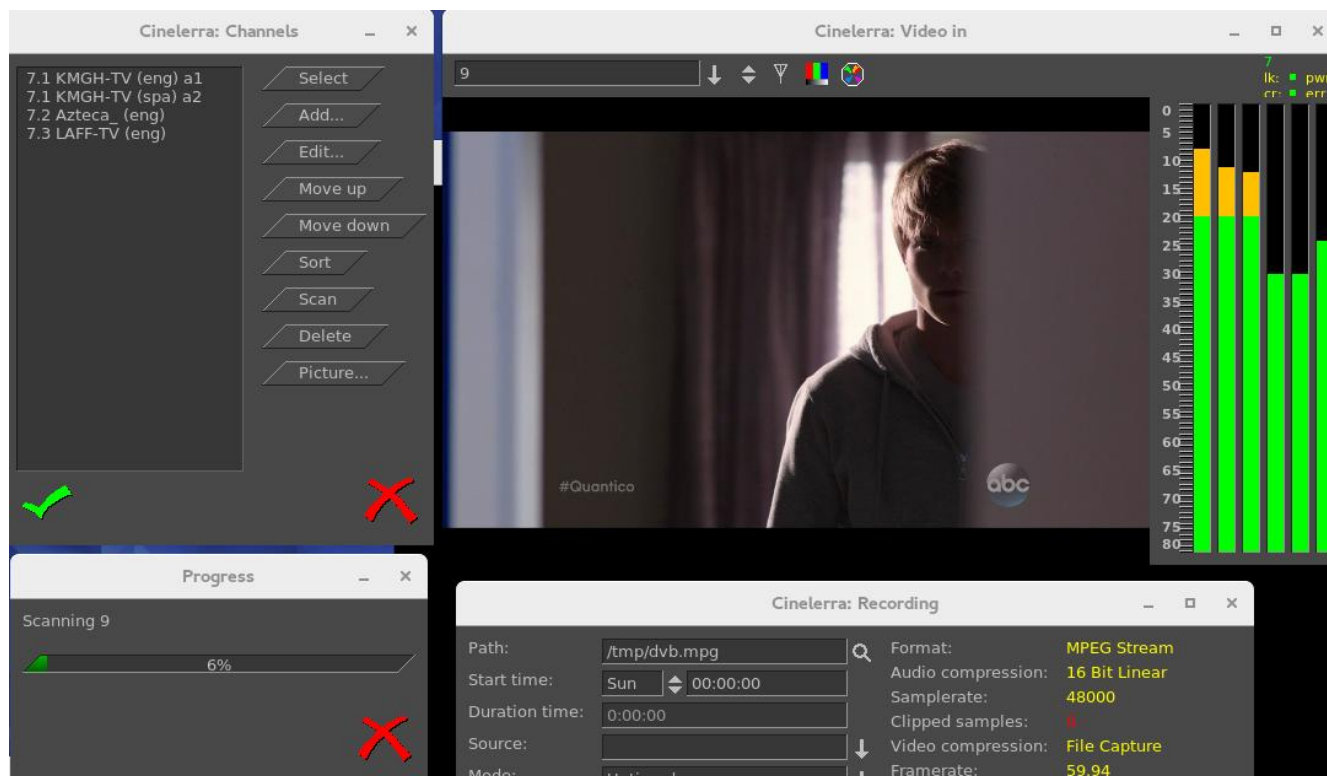 Cinelerra: Channels
7.1 KMGH-TV (eng) a1
7.1 KMGH-TV (spa) a2
7.2 Azteca_ (eng)
7.3 LAFF-TV (eng)
Select
Add...
Edit...
Move up
Move down
Sort
Scan
Delete
Picture...
Cinelerra: Video in
9
7
lk: pwr
cr: err
0
5
10
15
20
25
30
35
40
45
50
55
60
65
70
75
80
#Quantico
abc
Progress
Scanning 9
6%
Cinelerra: Recording
Path: /tmp/dvb.mpg
Start time: Sun 00:00:00
Duration time: 0:00:00
Source:
Mode:
Format: MPEG Stream
Audio compression: 16 Bit Linear
Samplerate: 48000
Clipped samples: 0
Video compression: File Capture
Framerate: 59.94